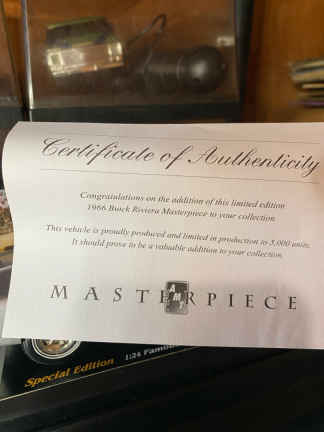 Certificate of Authenticity
Congratulations on the addition of this limited edition
1966 Buick Riviera Masterpiece to your collection
This vehicle is proudly produced and limited in production to 5,000 units.
It should prove to be a valuable addition to your collection
MASTERPIECE
Special Edition 1:24